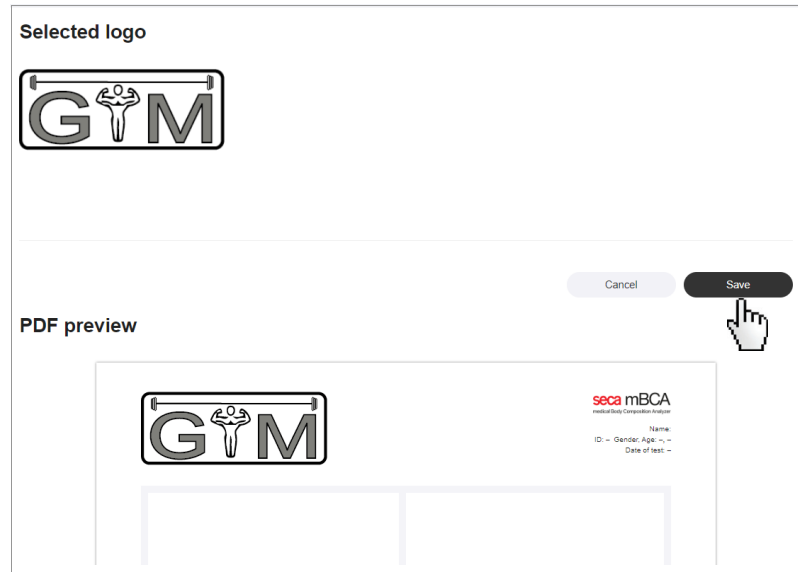 Selected logo
GYM
Cancel
Save
PDF preview
GYM
seca mBCA
medical Body Composition Analyzer
Name:
ID: – Gender, Age: –, –
Date of test: –